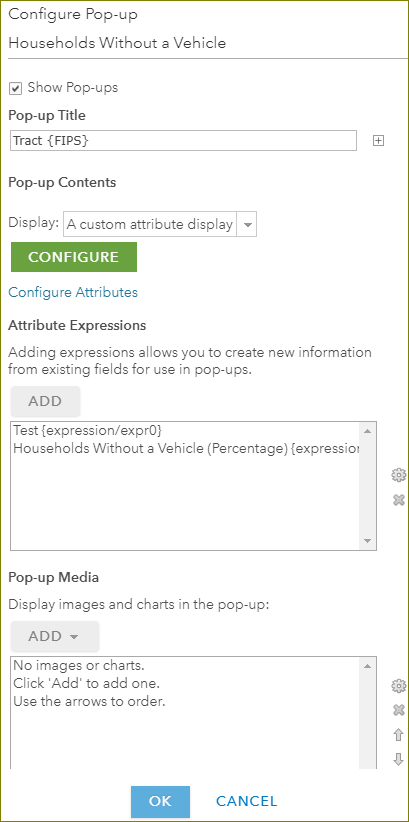 Configure Pop-up
Households Without a Vehicle
Show Pop-ups
Pop-up Title
Tract {FIPS}
Pop-up Contents
Display: A custom attribute display
CONFIGURE
Configure Attributes
Attribute Expressions
Adding expressions allows you to create new information
from existing fields for use in pop-ups.
ADD
Test {expression/expr0}
Households Without a Vehicle (Percentage) {expression
Pop-up Media
Display images and charts in the pop-up:
ADD
No images or charts.
Click 'Add' to add one.
Use the arrows to order.
OK CANCEL